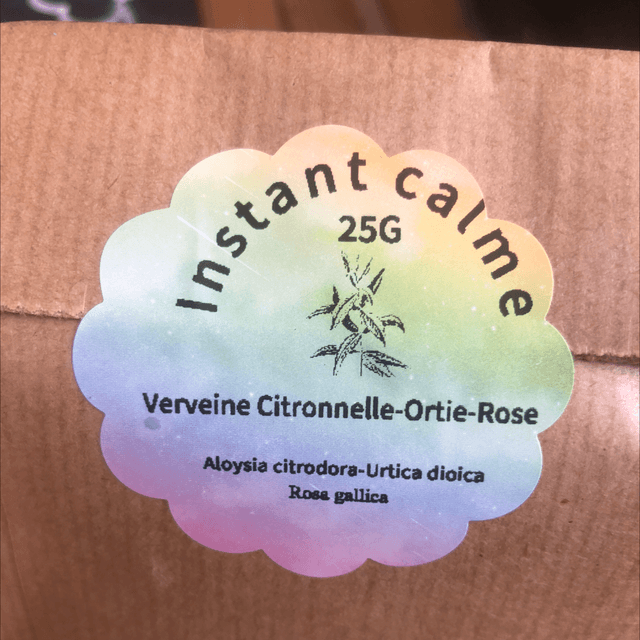 Instant calme
25G
Verveine Citronnelle-Ortie-Rose
Aloysia citrodora-Urtica dioica
Rosa gallica